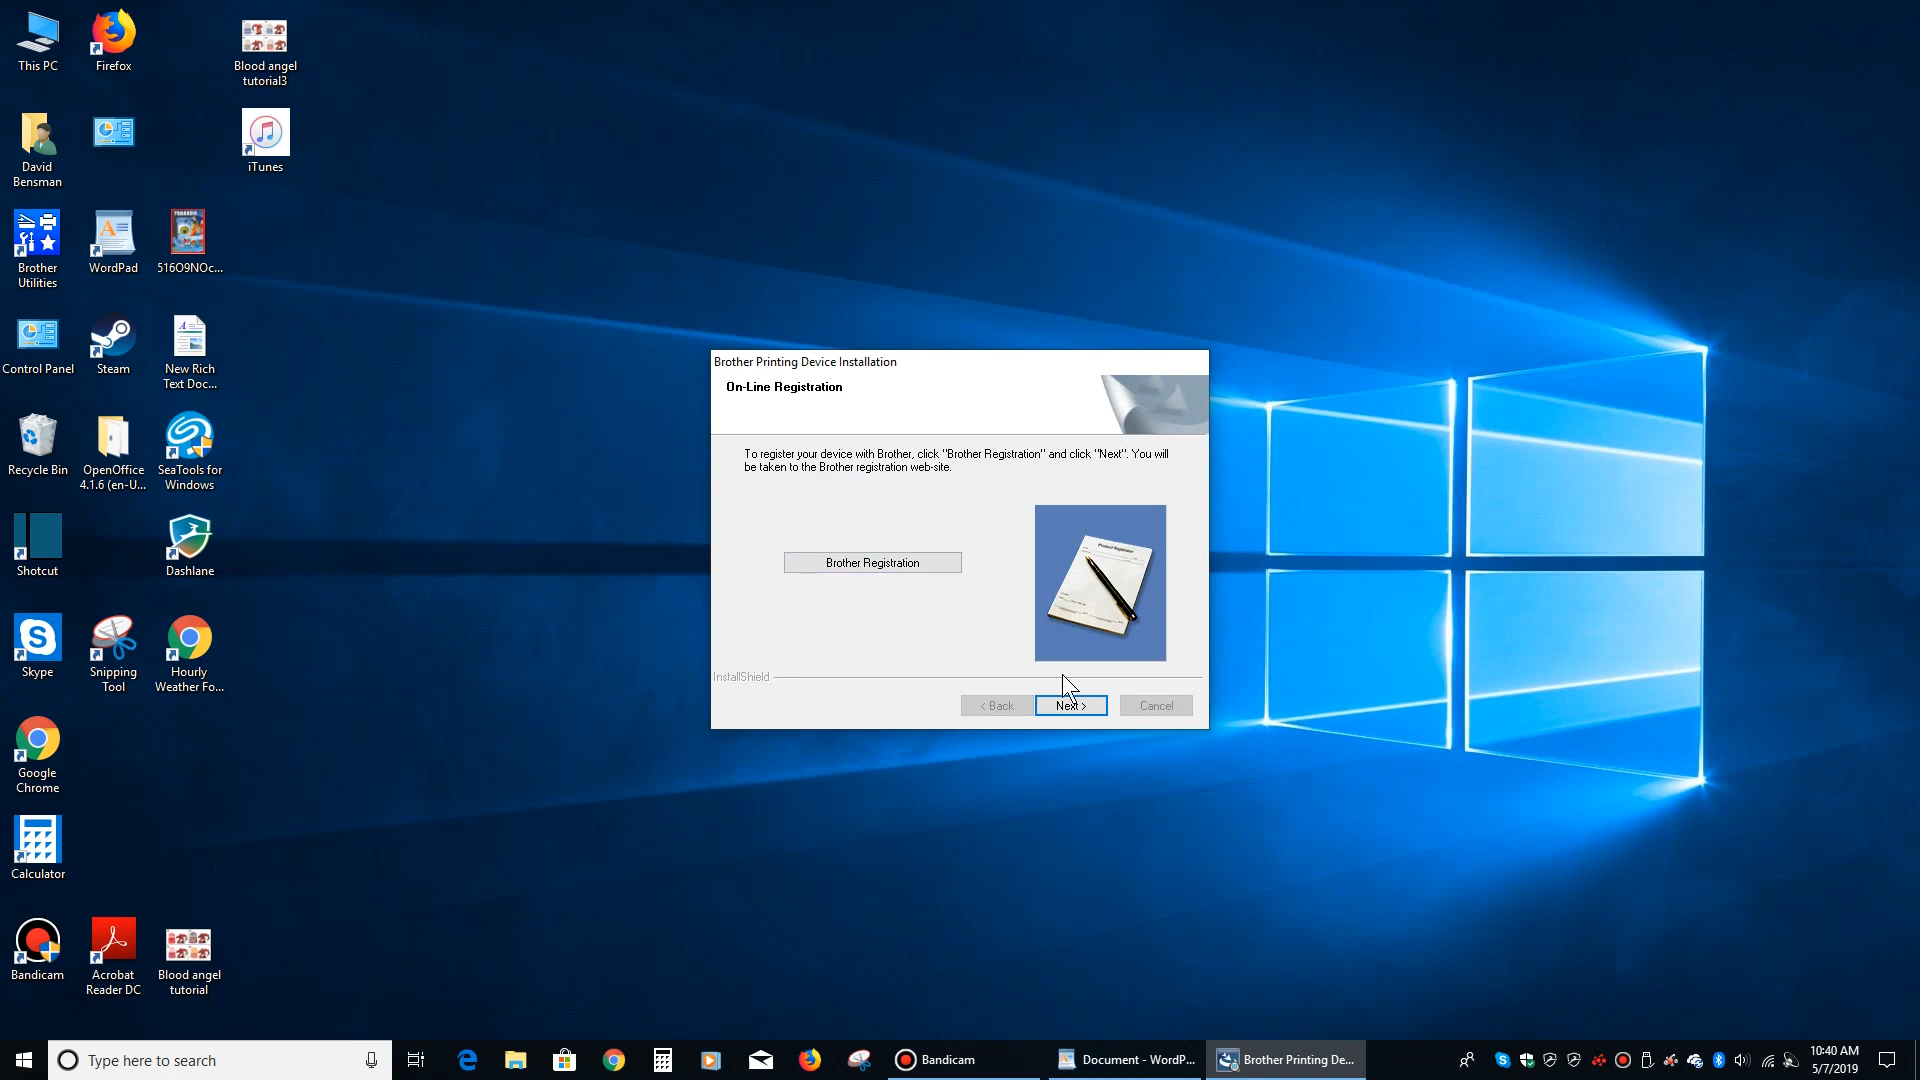 This PC
Firefox
Blood angel
tutorial3
David
Bensman
iTunes
Brother
Utilities
WordPad
516O9NOc...
Control Panel
Steam
New Rich
Text Doc...
Recycle Bin
OpenOffice
4.1.6 (en-U...
SeaTools for
Windows
Shotcut
Dashlane
Skype
Snipping
Tool
Hourly
Weather Fo...
Google
Chrome
Calculator
Bandicam
Acrobat
Reader DC
Blood angel
tutorial
Brother Printing Device Installation
On-Line Registration
To register your device with Brother, click "Brother Registration" and click "Next". You will
be taken to the Brother registration web-site.
Product Registration
Brother Registration
InstallShield
< Back
Next >
Cancel
Type here to search
Bandicam
Document - WordP...
Brother Printing De...
10:40 AM
5/7/2019